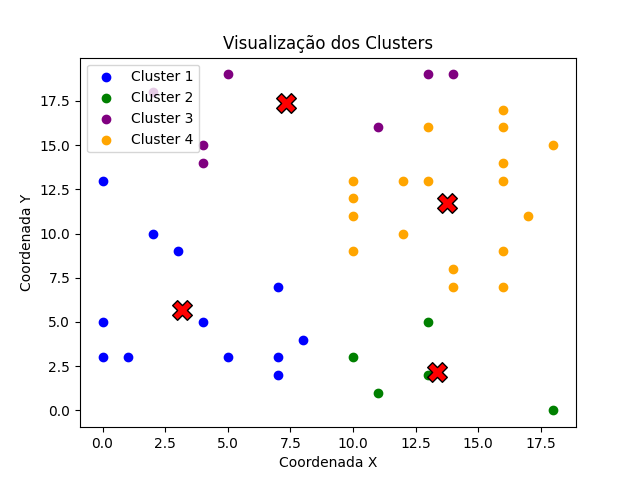 Visualização dos Clusters
Cluster 1
Cluster 2
Cluster 3
Cluster 4
17.5
15.0
12.5
10.0
7.5
5.0
2.5
0.0
Coordenada Y
0.0 2.5 5.0 7.5 10.0 12.5 15.0 17.5
Coordenada X